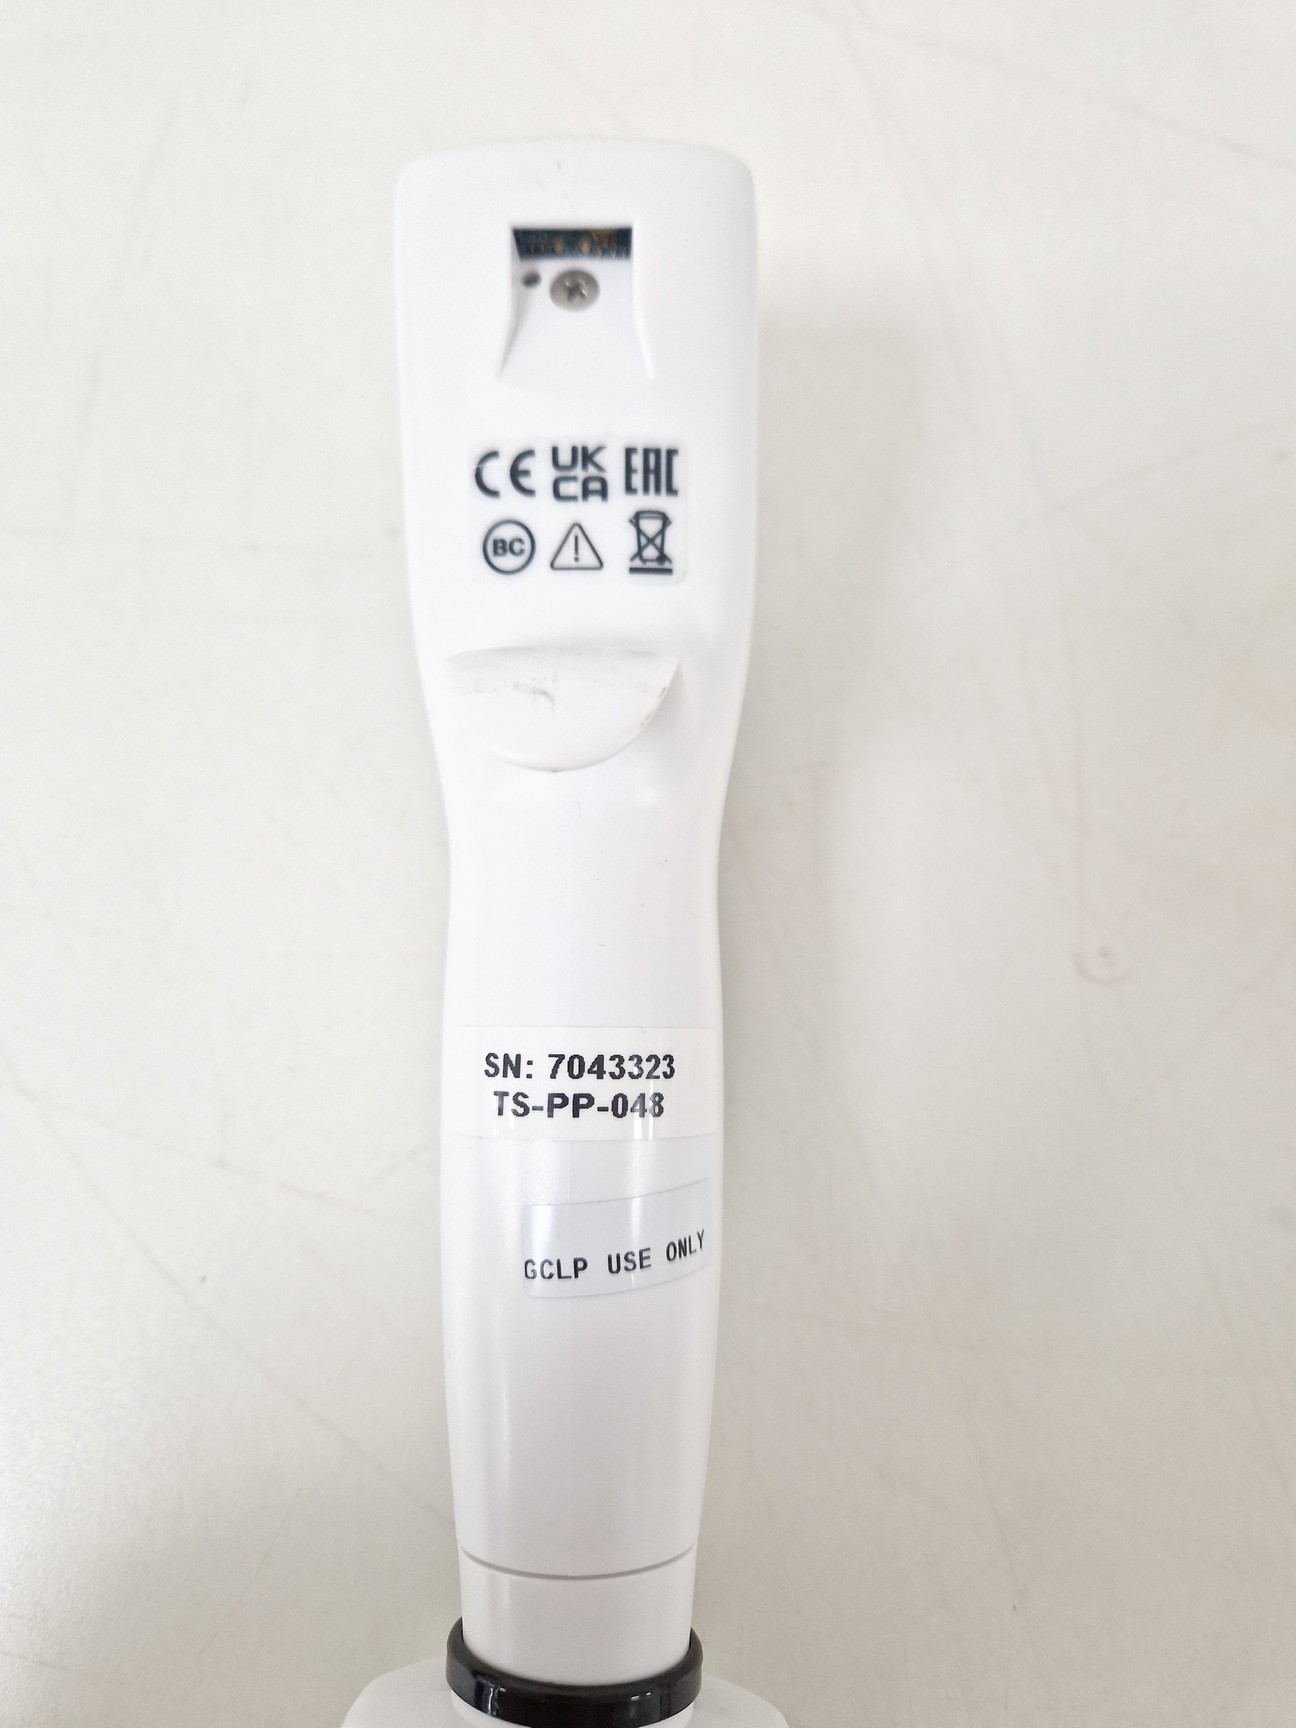 CE UK CA EAC
BC
SN: 7043323
TS-PP-048
GCLP USE ONLY